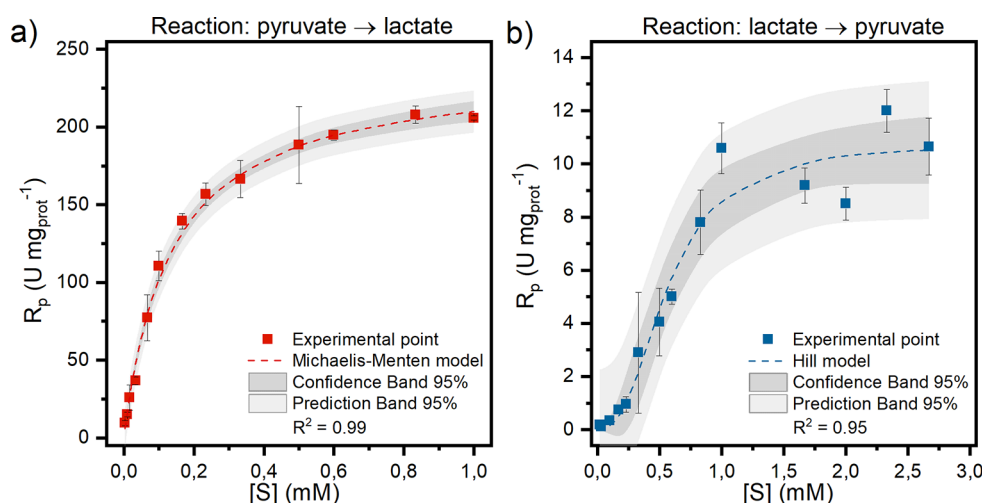 a)
Reaction: pyruvate → lactate
250
200
150
100
50
0
R_p (U mg_prot^-1)
Experimental point
Michaelis-Menten model
Confidence Band 95%
Prediction Band 95%
R² = 0.99
0,0 0,2 0,4 0,6 0,8 1,0
[S] (mM)
b)
Reaction: lactate → pyruvate
14
12
10
8
6
4
2
0
R_p (U mg_prot^-1)
Experimental point
Hill model
Confidence Band 95%
Prediction Band 95%
R² = 0.95
0,0 0,5 1,0 1,5 2,0 2,5 3,0
[S] (mM)